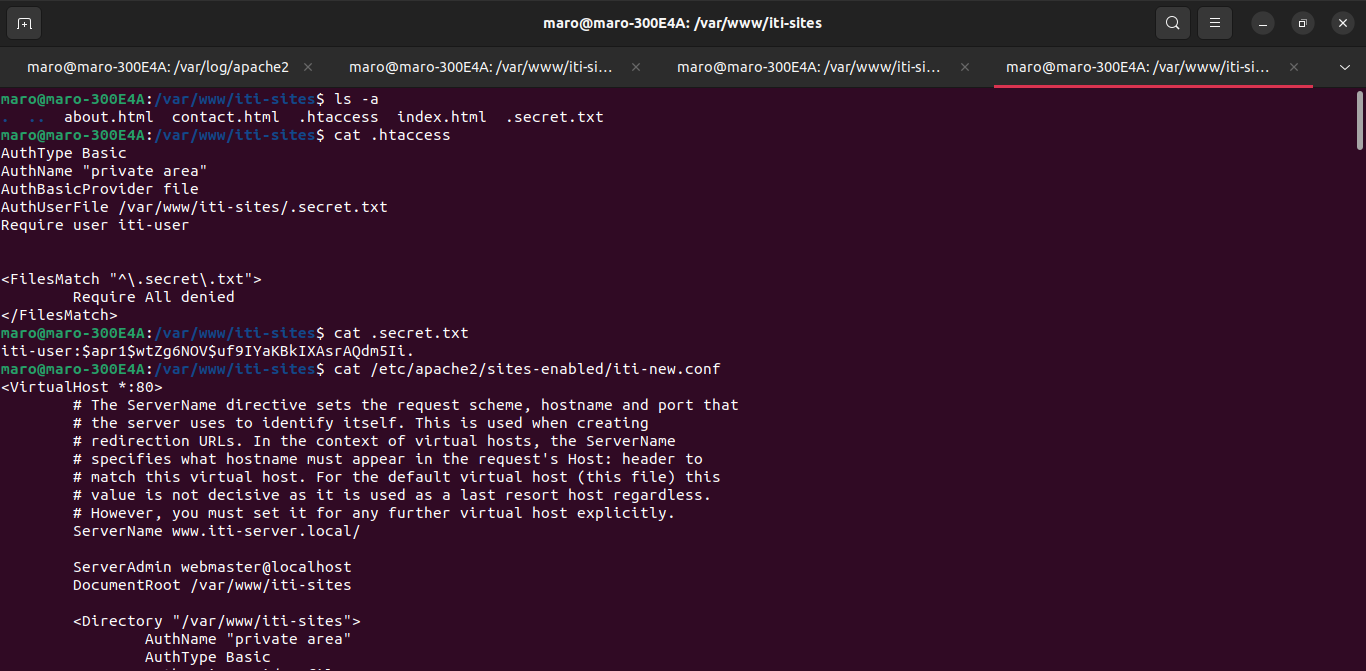 maro@maro-300E4A: /var/www/iti-sites
maro@maro-300E4A: /var/log/apache2 × maro@maro-300E4A: /var/www/iti-si... × maro@maro-300E4A: /var/www/iti-si... × maro@maro-300E4A: /var/www/iti-si... ×
maro@maro-300E4A:/var/www/iti-sites$ ls -a
.  ..  about.html  contact.html  .htaccess  index.html  .secret.txt
maro@maro-300E4A:/var/www/iti-sites$ cat .htaccess
AuthType Basic
AuthName "private area"
AuthBasicProvider file
AuthUserFile /var/www/iti-sites/.secret.txt
Require user iti-user
<FilesMatch "^\.secret\.txt">
        Require All denied
</FilesMatch>
maro@maro-300E4A:/var/www/iti-sites$ cat .secret.txt
iti-user:$apr1$wtZg6NOV$uf9IYaKBkIXAsrAQdm5Ii.
maro@maro-300E4A:/var/www/iti-sites$ cat /etc/apache2/sites-enabled/iti-new.conf
<VirtualHost *:80>
        # The ServerName directive sets the request scheme, hostname and port that
        # the server uses to identify itself. This is used when creating
        # redirection URLs. In the context of virtual hosts, the ServerName
        # specifies what hostname must appear in the request's Host: header to
        # match this virtual host. For the default virtual host (this file) this
        # value is not decisive as it is used as a last resort host regardless.
        # However, you must set it for any further virtual host explicitly.
        ServerName www.iti-server.local/
        ServerAdmin webmaster@localhost
        DocumentRoot /var/www/iti-sites
        <Directory "/var/www/iti-sites">
                AuthName "private area"
                AuthType Basic